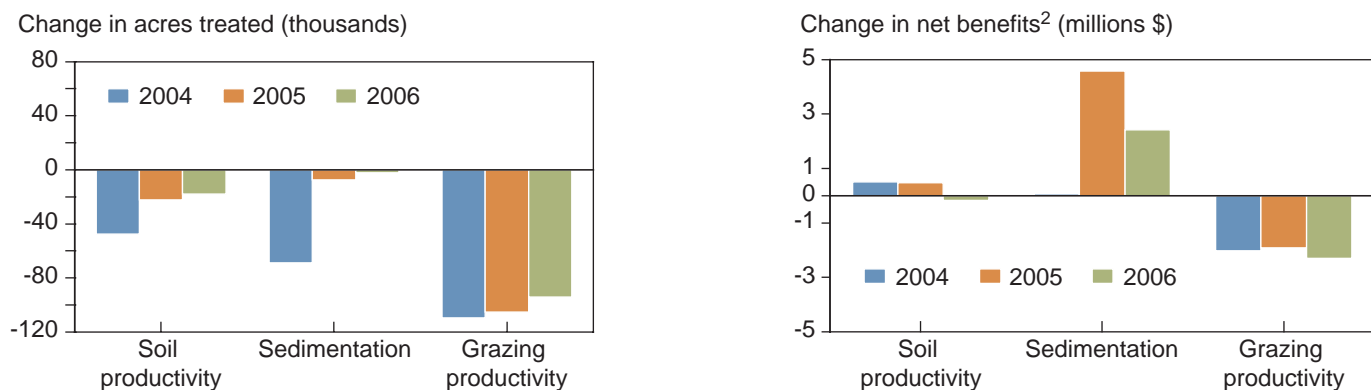 Change in acres treated (thousands)
80
2004 2005 2006
40
0
-40
-80
-120
Soil productivity
Sedimentation
Grazing productivity
Change in net benefits2 (millions $)
5
3
1
0
-1
2004 2005 2006
-3
-5
Soil productivity
Sedimentation
Grazing productivity